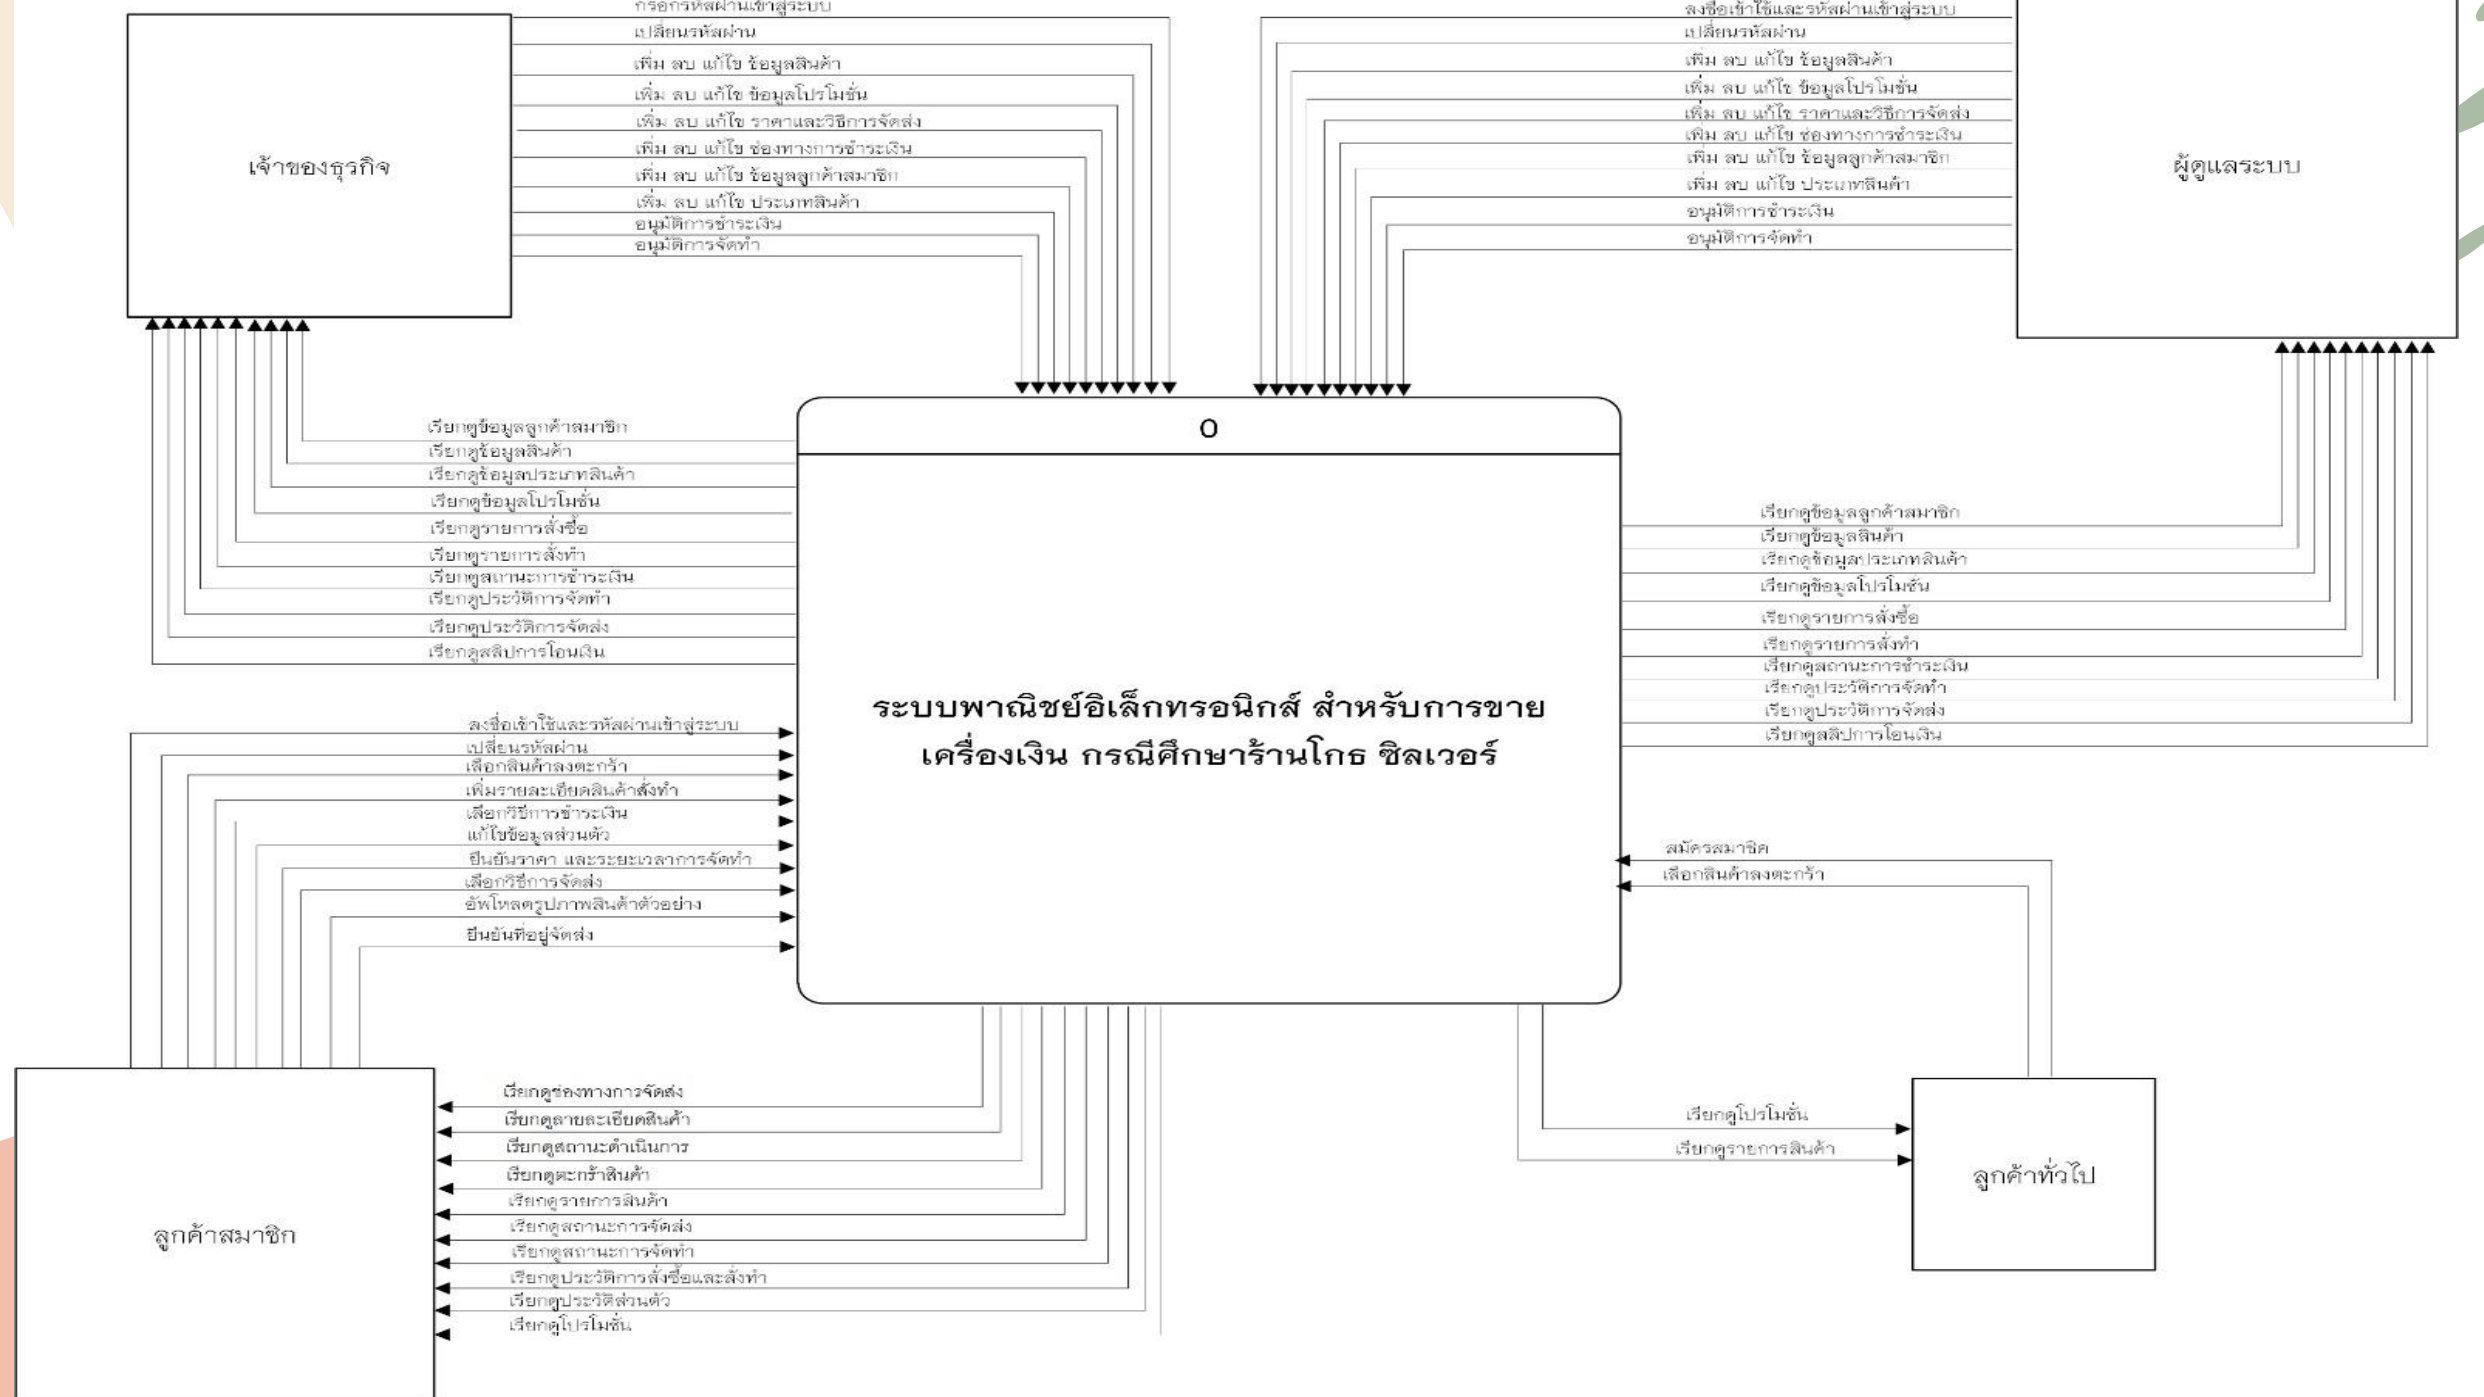 กรอกรหัสผ่านเข้าสู่ระบบ
เปลี่ยนรหัสผ่าน
เพิ่ม ลบ แก้ไข ข้อมูลสินค้า
เพิ่ม ลบ แก้ไข ข้อมูลโปรโมชั่น
เพิ่ม ลบ แก้ไข ราคาและวิธีการจัดส่ง
เพิ่ม ลบ แก้ไข ช่องทางการชำระเงิน
เพิ่ม ลบ แก้ไข ข้อมูลลูกค้าสมาชิก
เพิ่ม ลบ แก้ไข ประเภทสินค้า
อนุมัติการชำระเงิน
อนุมัติการจัดทำ
เจ้าของธุรกิจ
ลงชื่อเข้าใช้และรหัสผ่านเข้าสู่ระบบ
เปลี่ยนรหัสผ่าน
เพิ่ม ลบ แก้ไข ข้อมูลสินค้า
เพิ่ม ลบ แก้ไข ข้อมูลโปรโมชั่น
เพิ่ม ลบ แก้ไข ราคาและวิธีการจัดส่ง
เพิ่ม ลบ แก้ไข ช่องทางการชำระเงิน
เพิ่ม ลบ แก้ไข ข้อมูลลูกค้าสมาชิก
เพิ่ม ลบ แก้ไข ประเภทสินค้า
อนุมัติการชำระเงิน
อนุมัติการจัดทำ
ผู้ดูแลระบบ
เรียกดูข้อมูลลูกค้าสมาชิก
เรียกดูข้อมูลสินค้า
เรียกดูข้อมูลประเภทสินค้า
เรียกดูข้อมูลโปรโมชั่น
เรียกดูรายการสั่งซื้อ
เรียกดูรายการสั่งทำ
เรียกดูสถานะการชำระเงิน
เรียกดูประวัติการจัดทำ
เรียกดูประวัติการจัดส่ง
เรียกดูสลิปการโอนเงิน
0
ระบบพาณิชย์อิเล็กทรอนิกส์ สำหรับการขาย
เครื่องเงิน กรณีศึกษาร้านโกธ ซิลเวอร์
เรียกดูข้อมูลลูกค้าสมาชิก
เรียกดูข้อมูลสินค้า
เรียกดูข้อมูลประเภทสินค้า
เรียกดูข้อมูลโปรโมชั่น
เรียกดูรายการสั่งซื้อ
เรียกดูรายการสั่งทำ
เรียกดูสถานะการชำระเงิน
เรียกดูประวัติการจัดทำ
เรียกดูประวัติการจัดส่ง
เรียกดูสลิปการโอนเงิน
ลงชื่อเข้าใช้และรหัสผ่านเข้าสู่ระบบ
เปลี่ยนรหัสผ่าน
เลือกสินค้าลงตะกร้า
เพิ่มรายละเอียดสินค้าสั่งทำ
เลือกวิธีการชำระเงิน
แก้ไขข้อมูลส่วนตัว
ยืนยันราคา และระยะเวลาการจัดทำ
เลือกวิธีการจัดส่ง
อัพโหลดรูปภาพสินค้าตัวอย่าง
ยืนยันที่อยู่จัดส่ง
สมัครสมาชิค
เลือกสินค้าลงตะกร้า
เรียกดูช่องทางการจัดส่ง
เรียกดูลายละเอียดสินค้า
เรียกดูสถานะดำเนินการ
เรียกดูตะกร้าสินค้า
เรียกดูรายการสินค้า
เรียกดูสถานะการจัดส่ง
เรียกดูสถานะการจัดทำ
เรียกดูประวัติการสั่งซื้อและสั่งทำ
เรียกดูประวัติส่วนตัว
เรียกดูโปรโมชั่น
ลูกค้าสมาชิก
เรียกดูโปรโมชั่น
เรียกดูรายการสินค้า
ลูกค้าทั่วไป